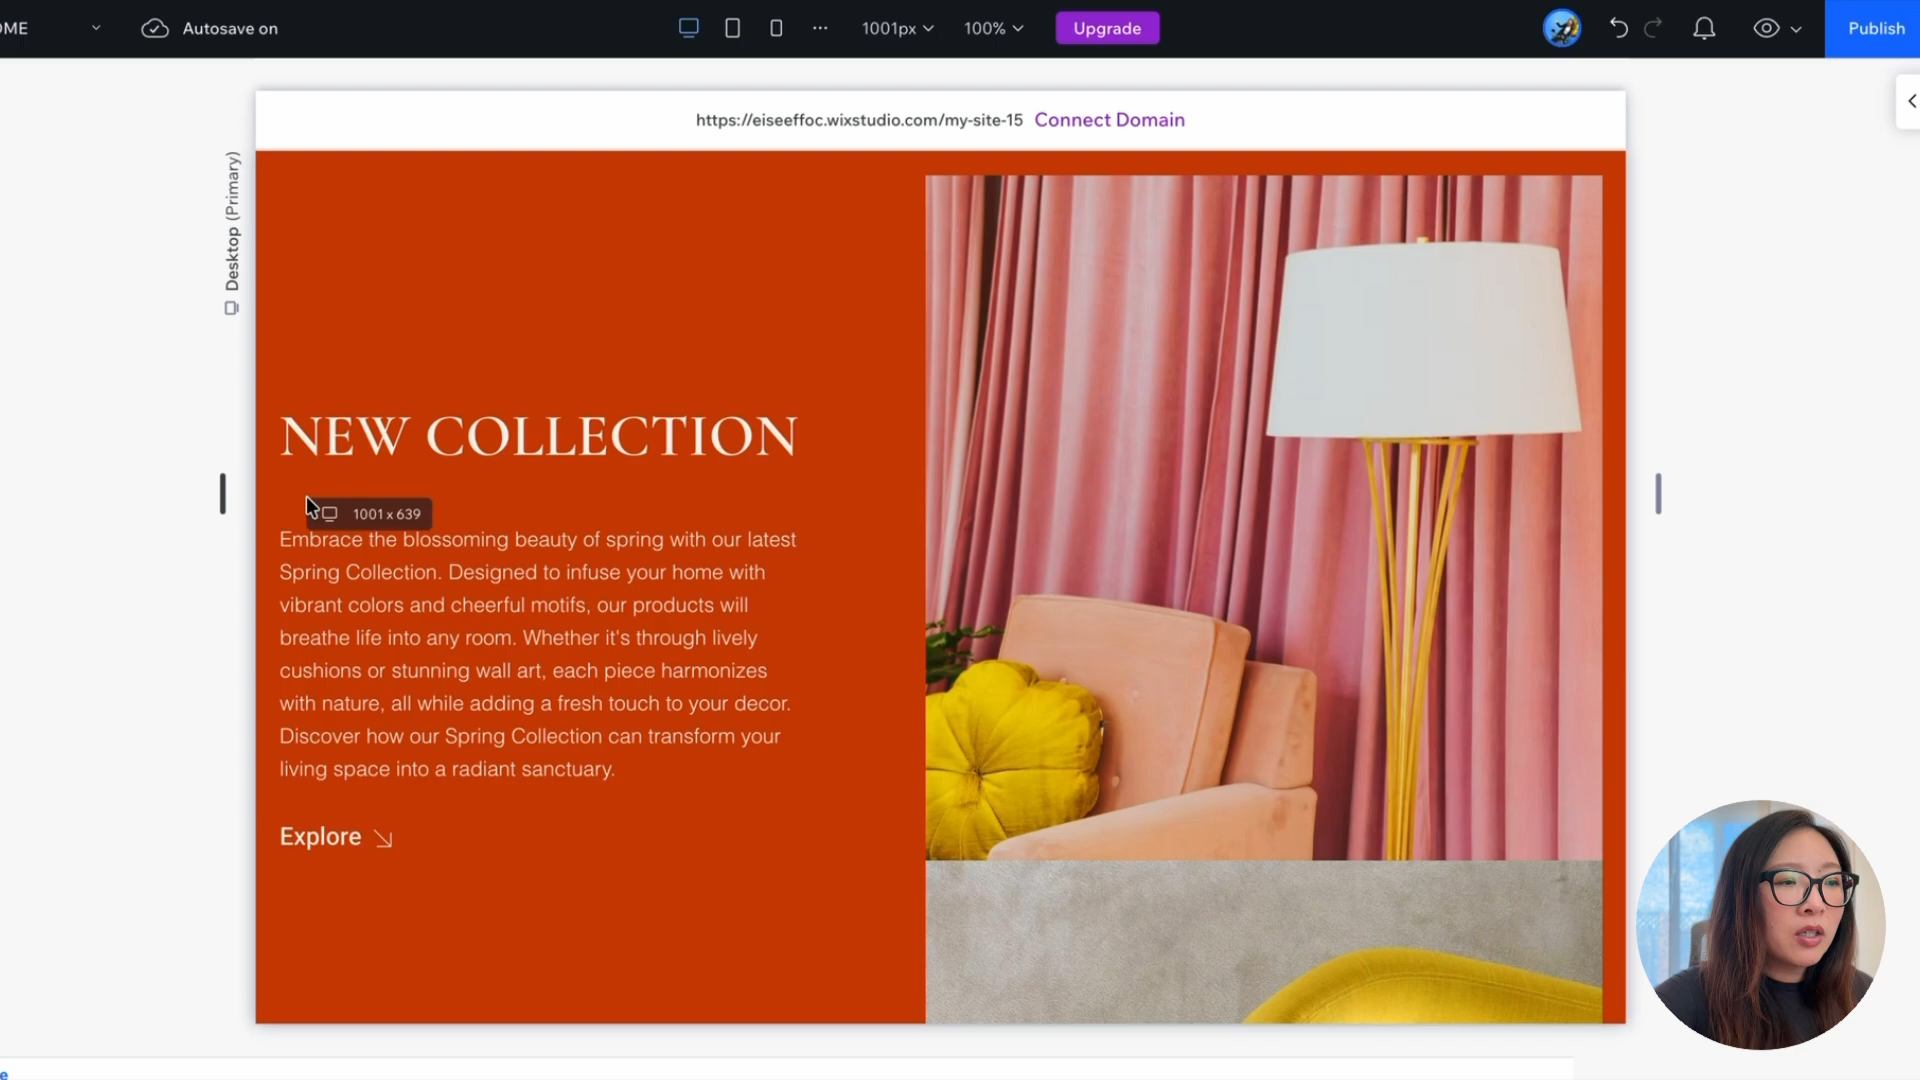 OME
Autosave on
1001px
100%
Upgrade
Publish
https://eiseeffoc.wixstudio.com/my-site-15 Connect Domain
Desktop (Primary)
NEW COLLECTION
1001 x 639
Embrace the blossoming beauty of spring with our latest
Spring Collection. Designed to infuse your home with
vibrant colors and cheerful motifs, our products will
breathe life into any room. Whether it's through lively
cushions or stunning wall art, each piece harmonizes
with nature, all while adding a fresh touch to your decor.
Discover how our Spring Collection can transform your
living space into a radiant sanctuary.
Explore
e